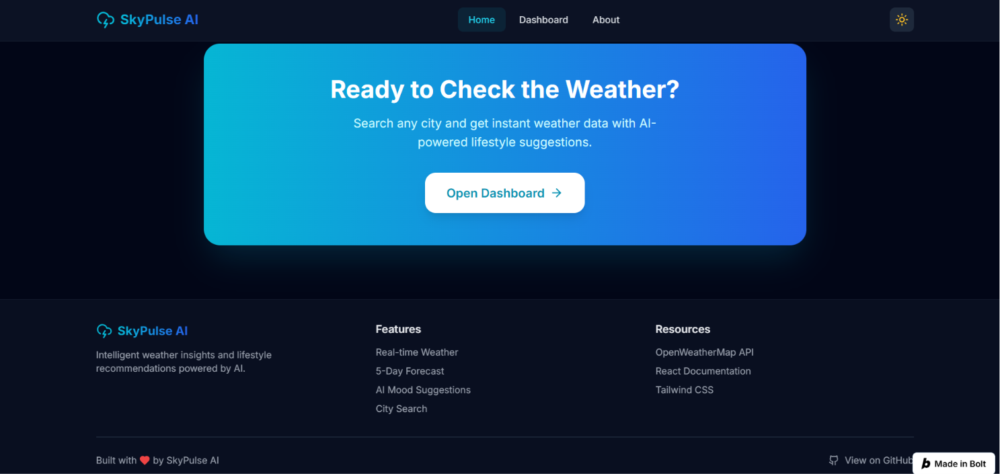 SkyPulse AI
Home
Dashboard
About
Ready to Check the Weather?
Search any city and get instant weather data with AI-
powered lifestyle suggestions.
Open Dashboard
SkyPulse AI
Intelligent weather insights and lifestyle
recommendations powered by AI.
Features
Real-time Weather
5-Day Forecast
AI Mood Suggestions
City Search
Resources
OpenWeatherMap API
React Documentation
Tailwind CSS
Built with ❤️ by SkyPulse AI
View on GitHub
b Made in Bolt